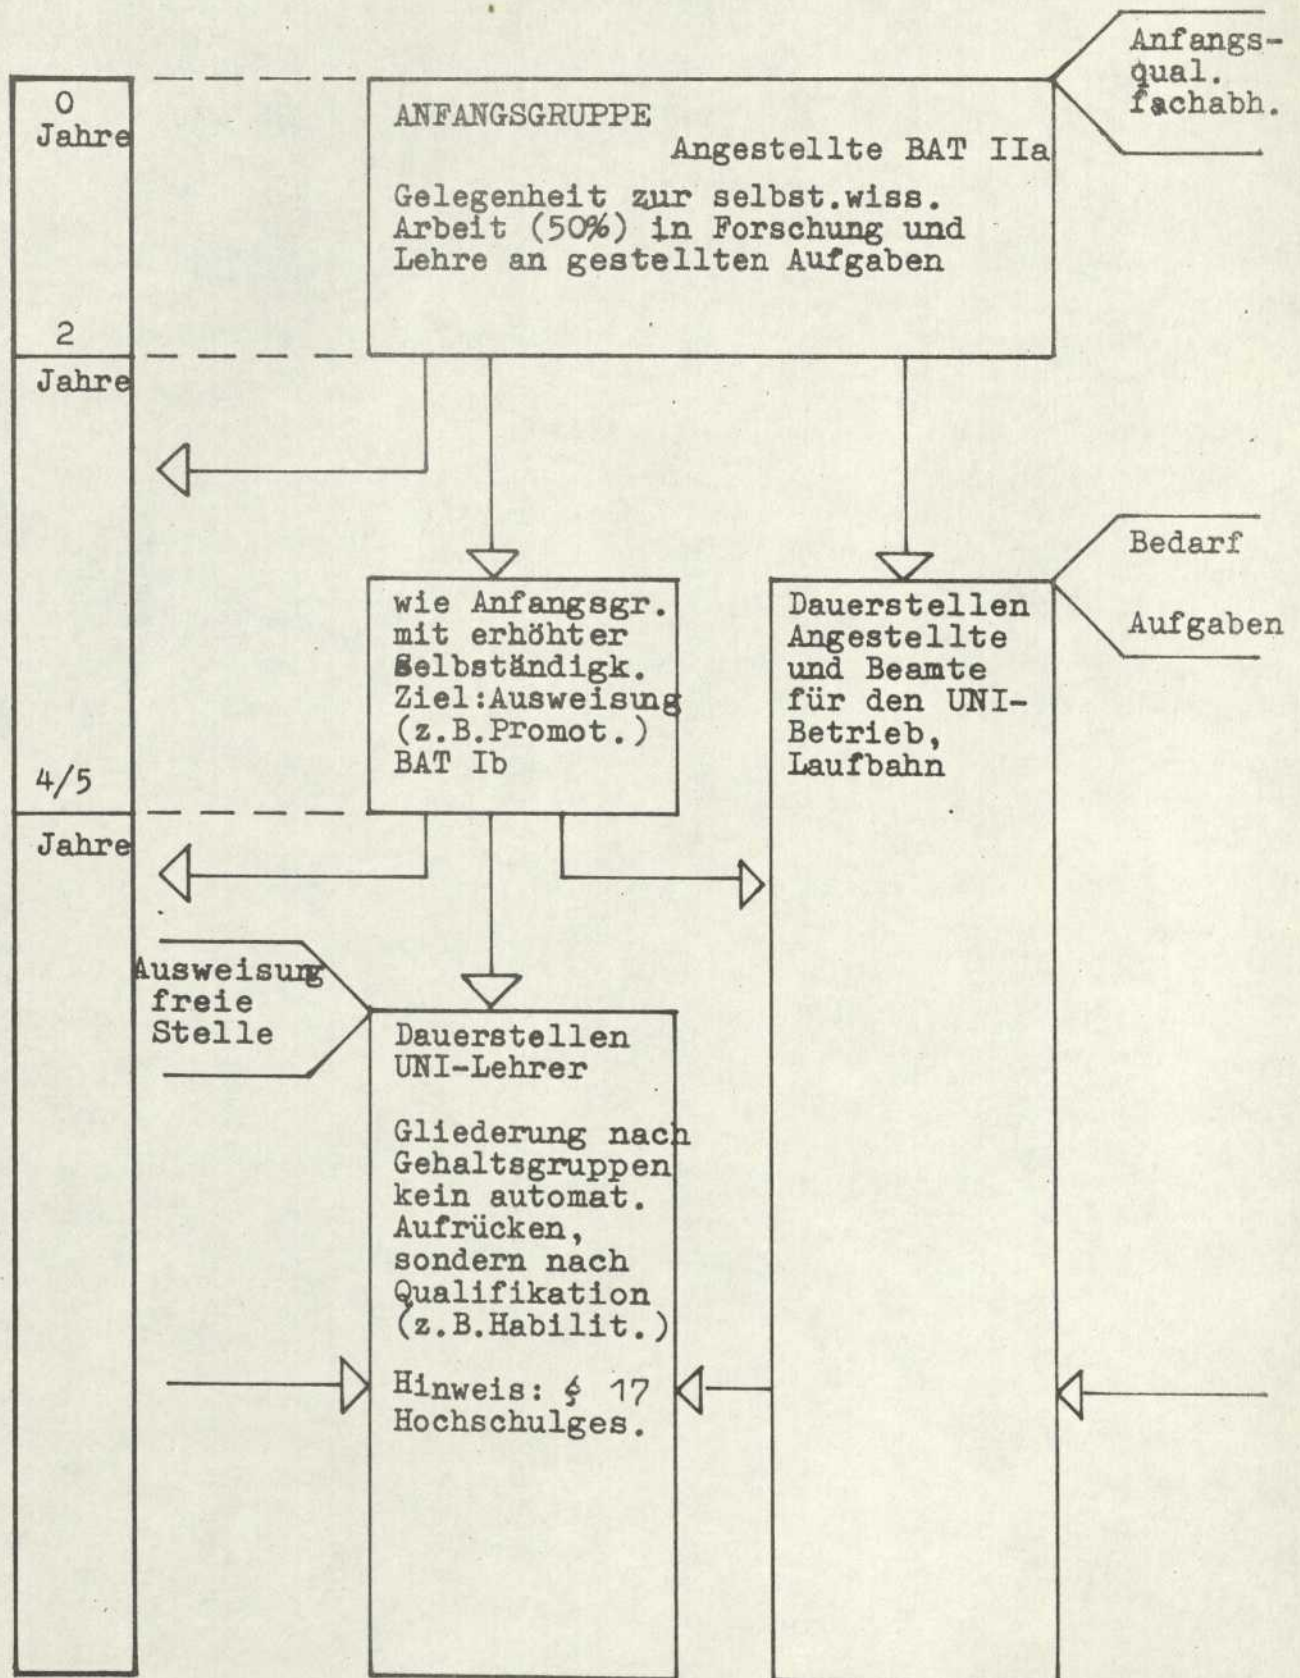 Anfangs-
qual.
fachabh.
0
Jahre
ANFANGSGRUPPE
Angestellte BAT IIa
Gelegenheit zur selbst.wiss.
Arbeit (50%) in Forschung und
Lehre an gestellten Aufgaben
2
Jahre
Bedarf
Aufgaben
wie Anfangsgr.
mit erhöhter
Selbständigk.
Ziel:Ausweisung
(z.B.Promot.)
BAT Ib
Dauerstellen
Angestellte
und Beamte
für den UNI-
Betrieb,
Laufbahn
4/5
Jahre
Ausweisung
freie
Stelle
Dauerstellen
UNI-Lehrer
Gliederung nach
Gehaltsgruppen
kein automat.
Aufrücken,
sondern nach
Qualifikation
(z.B.Habilit.)
Hinweis: § 17
Hochschulges.